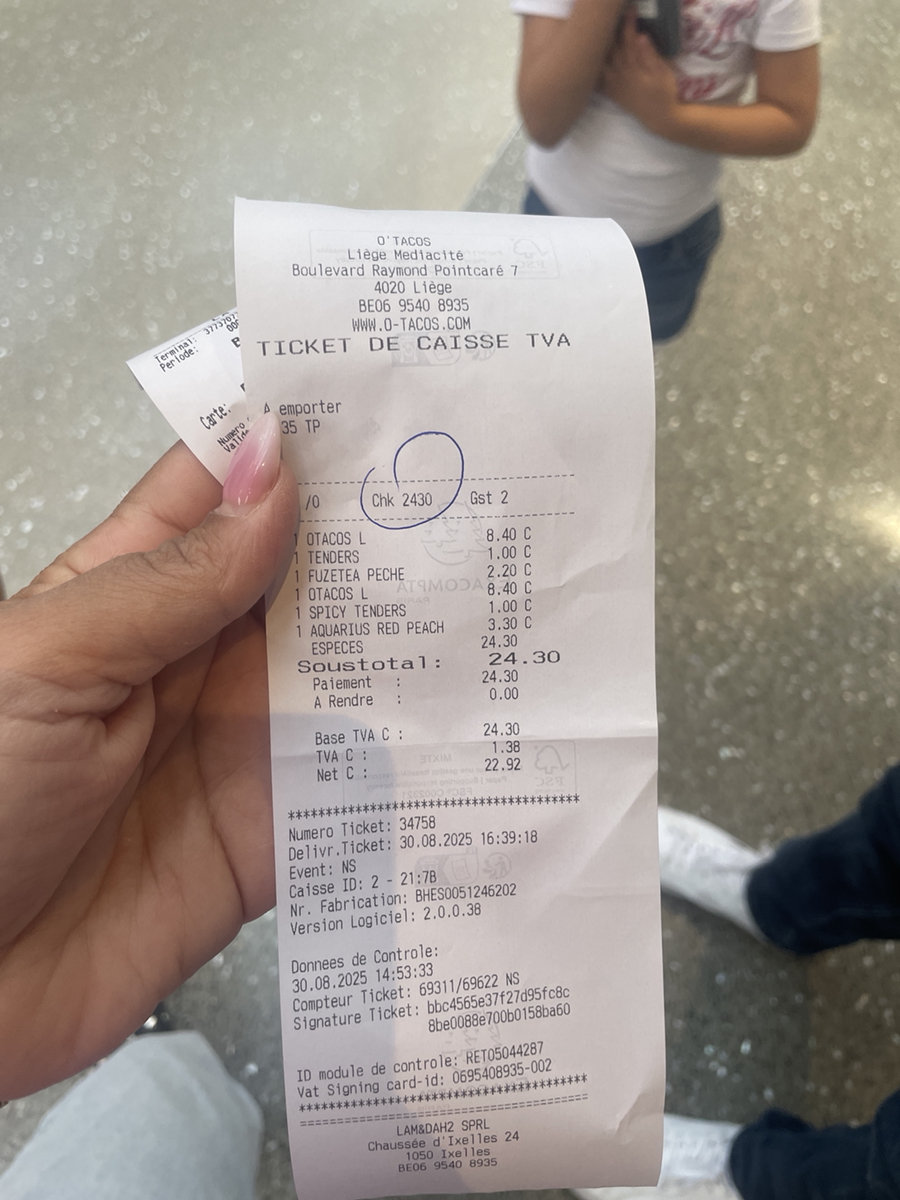 O'TACOS
Liège Mediacité
Boulevard Raymond Pointcaré 7
4020 Liège
BE06 9540 8935
WWW.O-TACOS.COM
TICKET DE CAISSE TVA
A emporter
35 TP
/0 Chk 2430 Gst 2
1 OTACOS L 8.40 C
1 TENDERS 1.00 C
1 FUZETEA PECHE 2.20 C
1 OTACOS L 8.40 C
1 SPICY TENDERS 1.00 C
1 AQUARIUS RED PEACH 3.30 C
ESPECES 24.30
Soustotal: 24.30
Paiement : 24.30
A Rendre : 0.00
Base TVA C : 24.30
TVA C : 1.38
Net C : 22.92
****************************************
Numero Ticket: 34758
Delivr.Ticket: 30.08.2025 16:39:18
Event: NS
Caisse ID: 2 - 21:7B
Nr. Fabrication: BHES0051246202
Version Logiciel: 2.0.0.38
Donnees de Controle:
30.08.2025 14:53:33
Compteur Ticket: 69311/69622 NS
Signature Ticket: bbc4565e37f27d95fc8c
8be0088e700b0158ba60
ID module de controle: RET05044287
Vat Signing card-id: 0695408935-002
****************************************
========================================
LAM&DAH2 SPRL
Chaussée d'Ixelles 24
1050 Ixelles
BE06 9540 8935
Terminal:
Periode:
Carte:
Numero